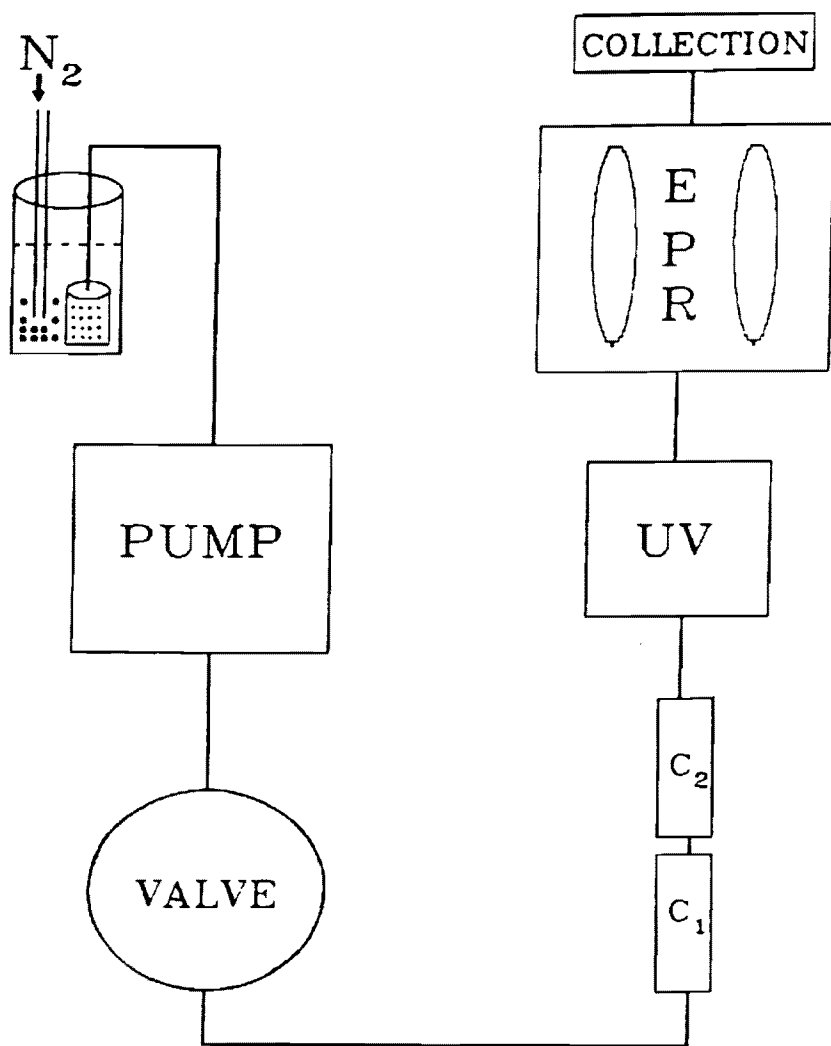 N₂
COLLECTION
E
P
R
PUMP
UV
VALVE
C₂
C₁